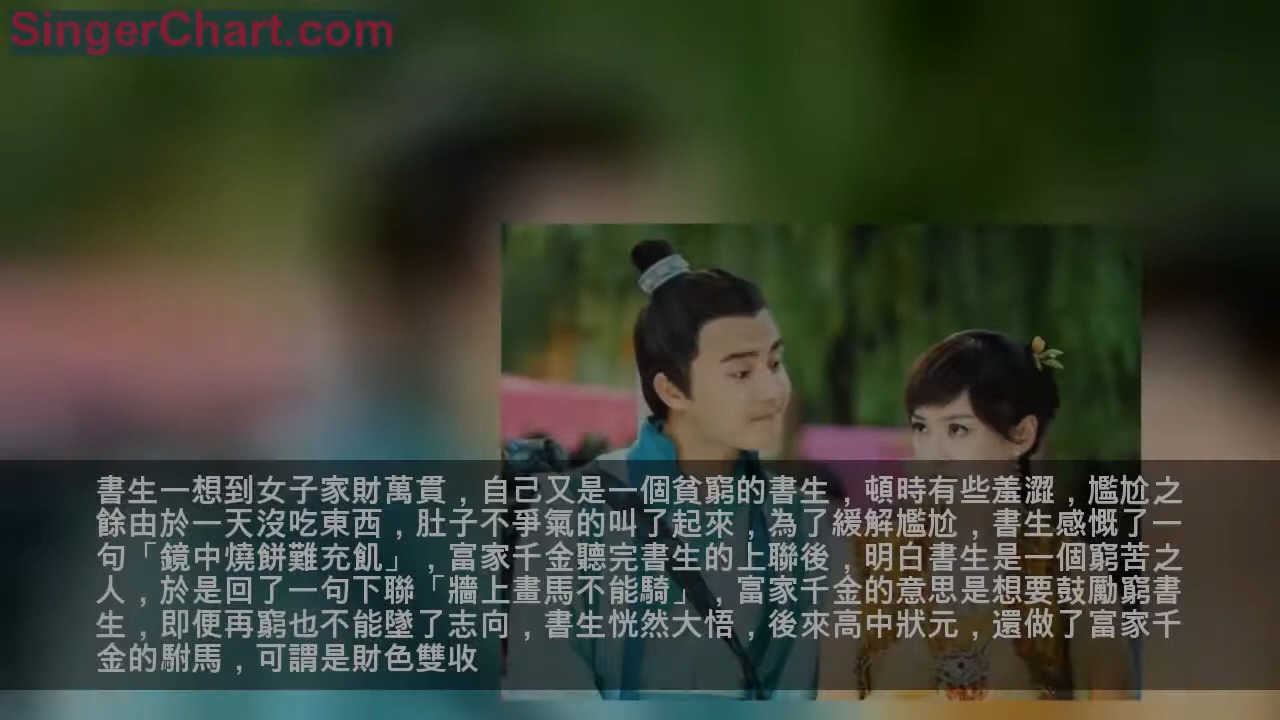 SingerChart.com
書生一想到女子家財萬貫，自己又是一個貧窮的書生，頓時有些羞澀，尷尬之
餘由於一天沒吃東西，肚子不爭氣的叫了起來，為了緩解尷尬，書生感慨了一
句「鏡中燒餅難充飢」，富家千金聽完書生的上聯後，明白書生是一個窮苦之
人，於是回了一句下聯「牆上畫馬不能騎」，富家千金的意思是想要鼓勵窮書
生，即便再窮也不能墜了志向，書生恍然大悟，後來高中狀元，還做了富家千
金的駙馬，可謂是財色雙收